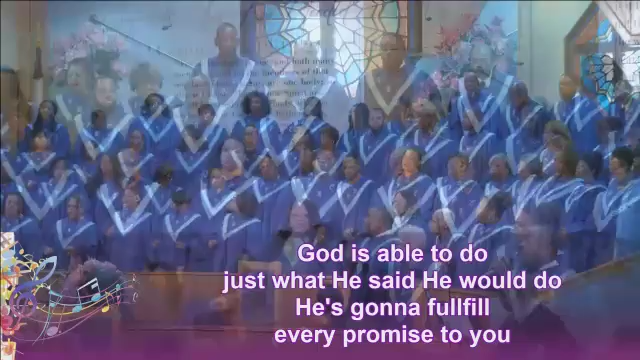 God is able to do
just what He said He would do
He's gonna fullfill
every promise to you